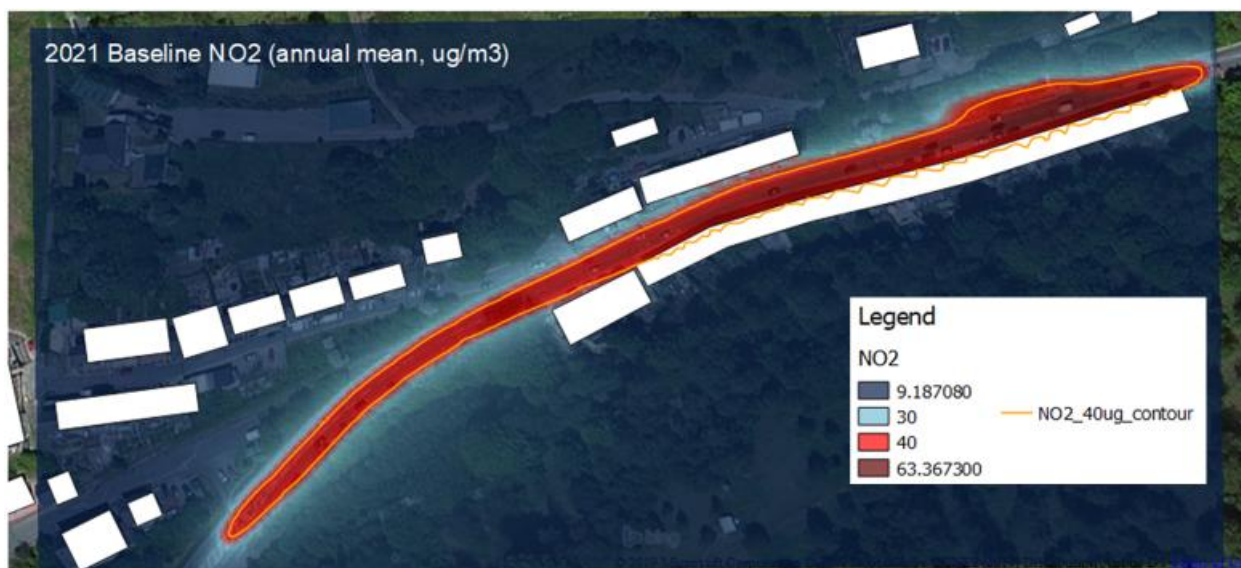 2021 Baseline NO2 (annual mean, ug/m3)
Legend
NO2
9.187080
30
NO2_40ug_contour
40
63.367300